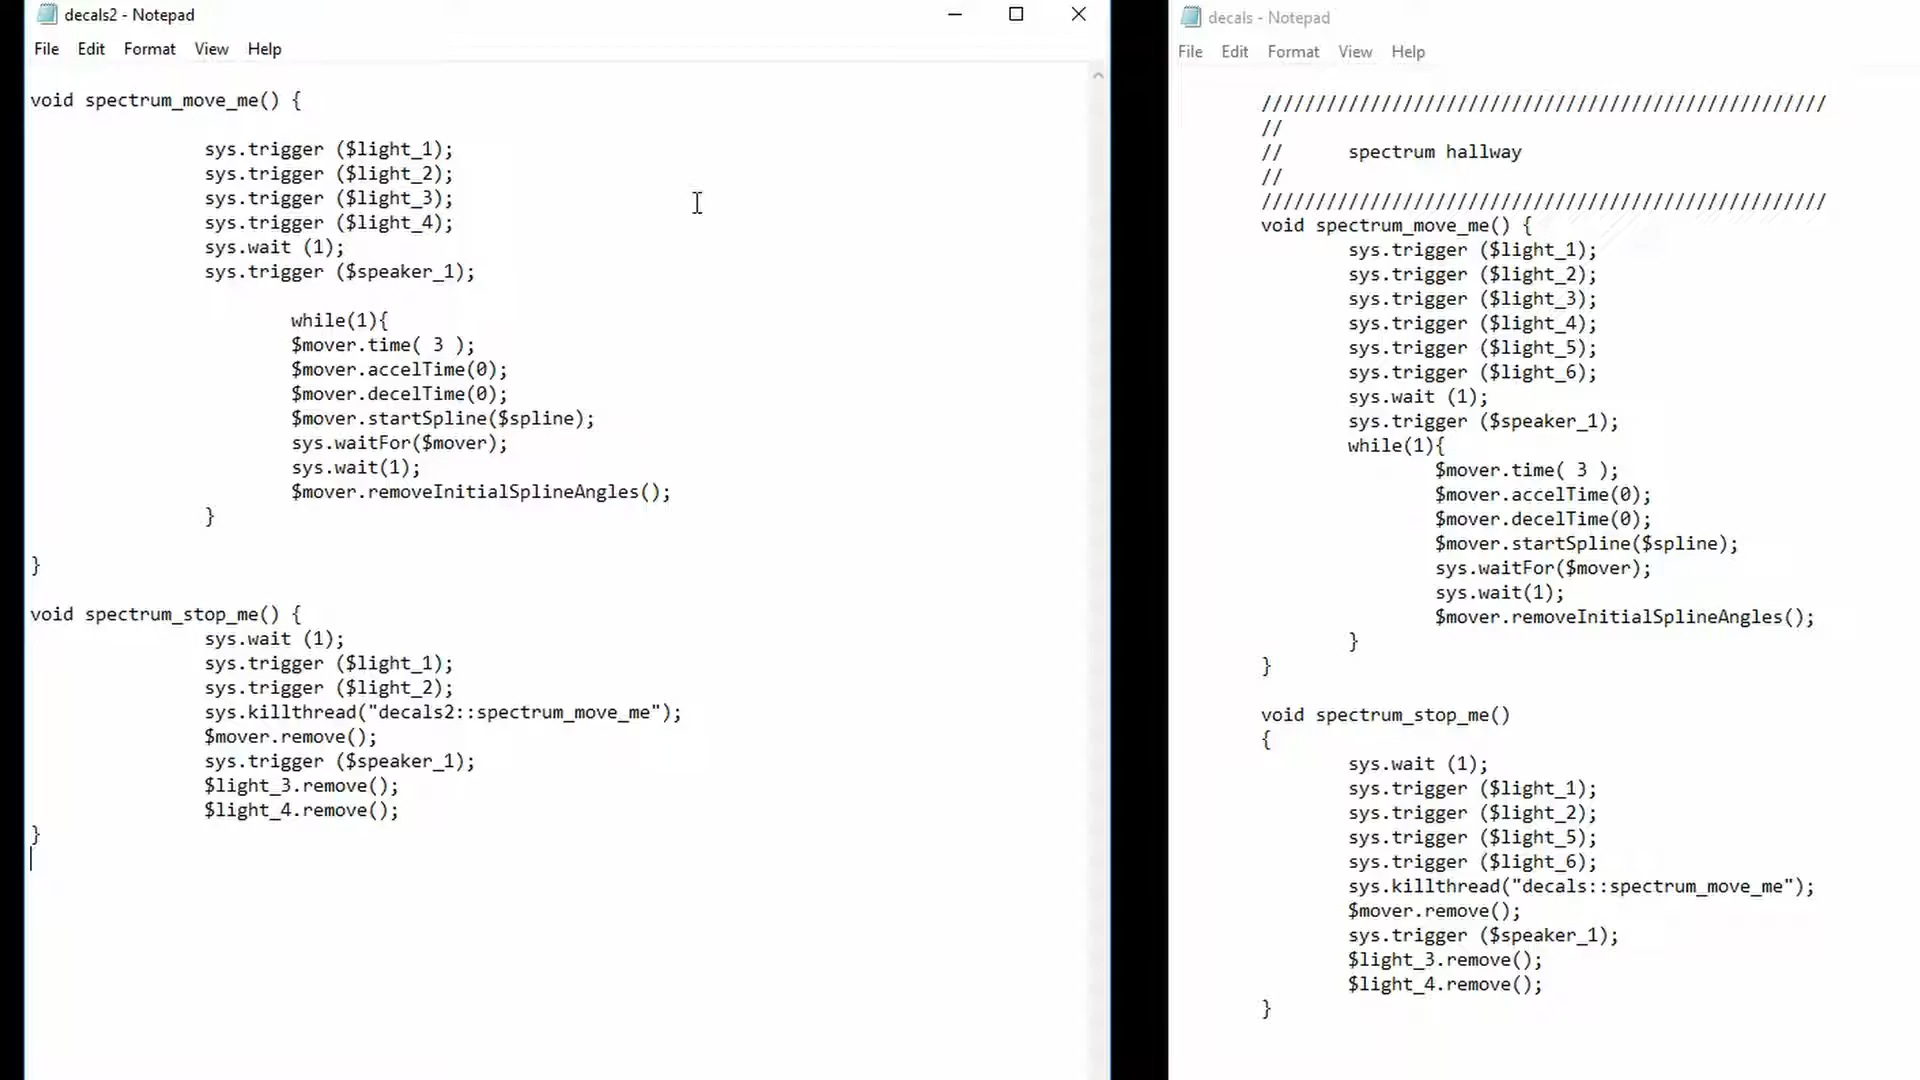 decals2 - Notepad
File Edit Format View Help
void spectrum_move_me() {
sys.trigger ($light_1);
sys.trigger ($light_2);
sys.trigger ($light_3);
sys.trigger ($light_4);
sys.wait (1);
sys.trigger ($speaker_1);
while(1){
$mover.time( 3 );
$mover.accelTime(0);
$mover.decelTime(0);
$mover.startSpline($spline);
sys.waitFor($mover);
sys.wait(1);
$mover.removeInitialSplineAngles();
}
}
void spectrum_stop_me() {
sys.wait (1);
sys.trigger ($light_1);
sys.trigger ($light_2);
sys.killthread("decals2::spectrum_move_me");
$mover.remove();
sys.trigger ($speaker_1);
$light_3.remove();
$light_4.remove();
}
decals - Notepad
File Edit Format View Help
////////////////////////////////////////////////////
//
// spectrum hallway
//
////////////////////////////////////////////////////
void spectrum_move_me() {
sys.trigger ($light_1);
sys.trigger ($light_2);
sys.trigger ($light_3);
sys.trigger ($light_4);
sys.trigger ($light_5);
sys.trigger ($light_6);
sys.wait (1);
sys.trigger ($speaker_1);
while(1){
$mover.time( 3 );
$mover.accelTime(0);
$mover.decelTime(0);
$mover.startSpline($spline);
sys.waitFor($mover);
sys.wait(1);
$mover.removeInitialSplineAngles();
}
}
void spectrum_stop_me()
{
sys.wait (1);
sys.trigger ($light_1);
sys.trigger ($light_2);
sys.trigger ($light_5);
sys.trigger ($light_6);
sys.killthread("decals::spectrum_move_me");
$mover.remove();
sys.trigger ($speaker_1);
$light_3.remove();
$light_4.remove();
}